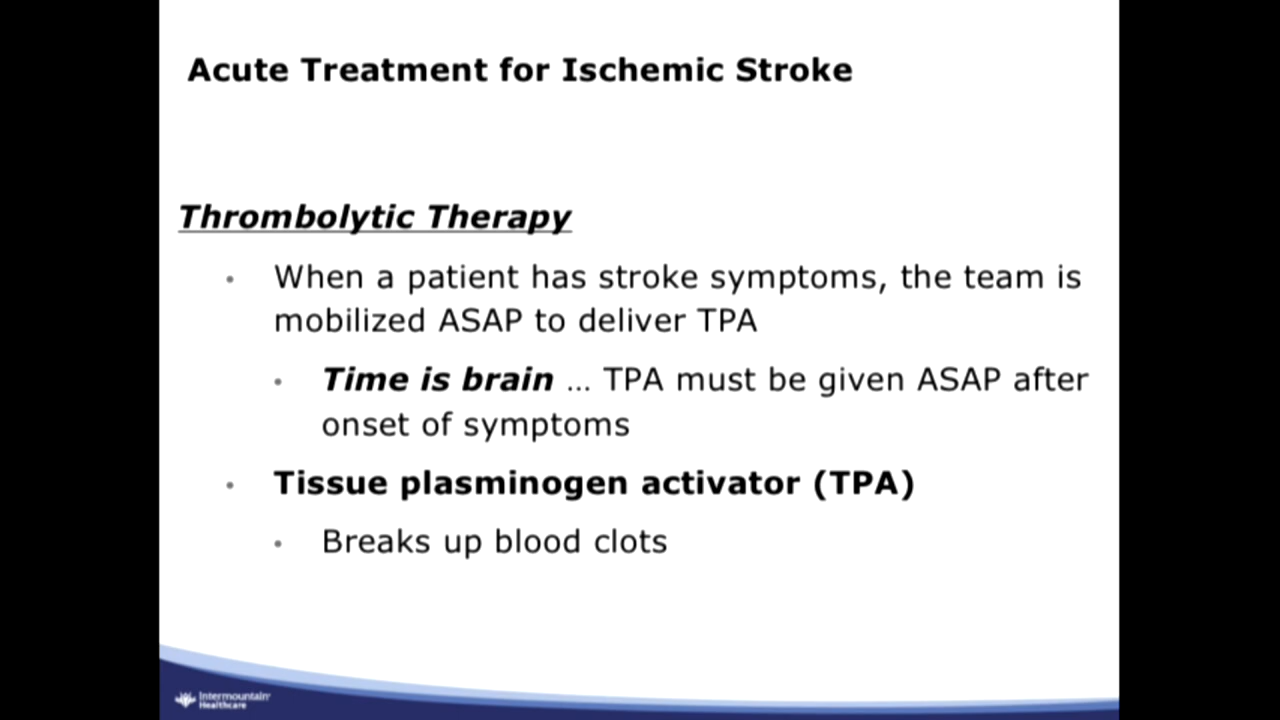 Acute Treatment for Ischemic Stroke
Thrombolytic Therapy
• When a patient has stroke symptoms, the team is
mobilized ASAP to deliver TPA
• Time is brain ... TPA must be given ASAP after
onset of symptoms
• Tissue plasminogen activator (TPA)
• Breaks up blood clots
Intermountain
Healthcare